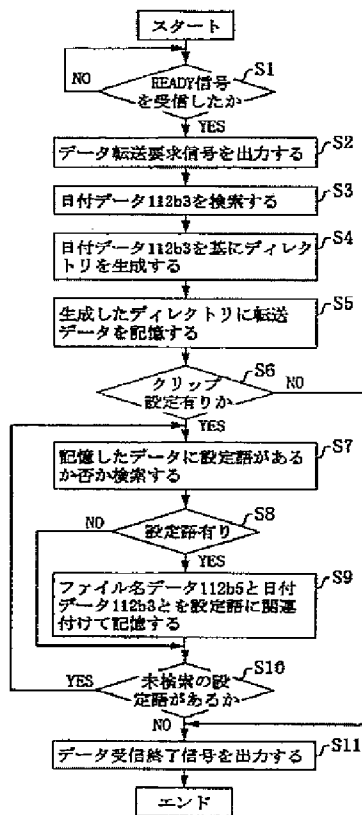 スタート
S1
NO
READY信号
を受信したか
YES
S2
データ転送要求信号を出力する
S3
日付データ112b3を検索する
S4
日付データ112b3を基にディレク
トリを生成する
S5
生成したディレクトリに転送
データを記憶する
S6
クリップ
設定有りか
NO
YES
S7
記憶したデータに設定語がある
か否か検索する
S8
NO
設定語有り
YES
S9
ファイル名データ112b5と日付
データ112b3とを設定語に関連
付けて記憶する
S10
YES
未検索の設
定語があるか
NO
S11
データ受信終了信号を出力する
エンド